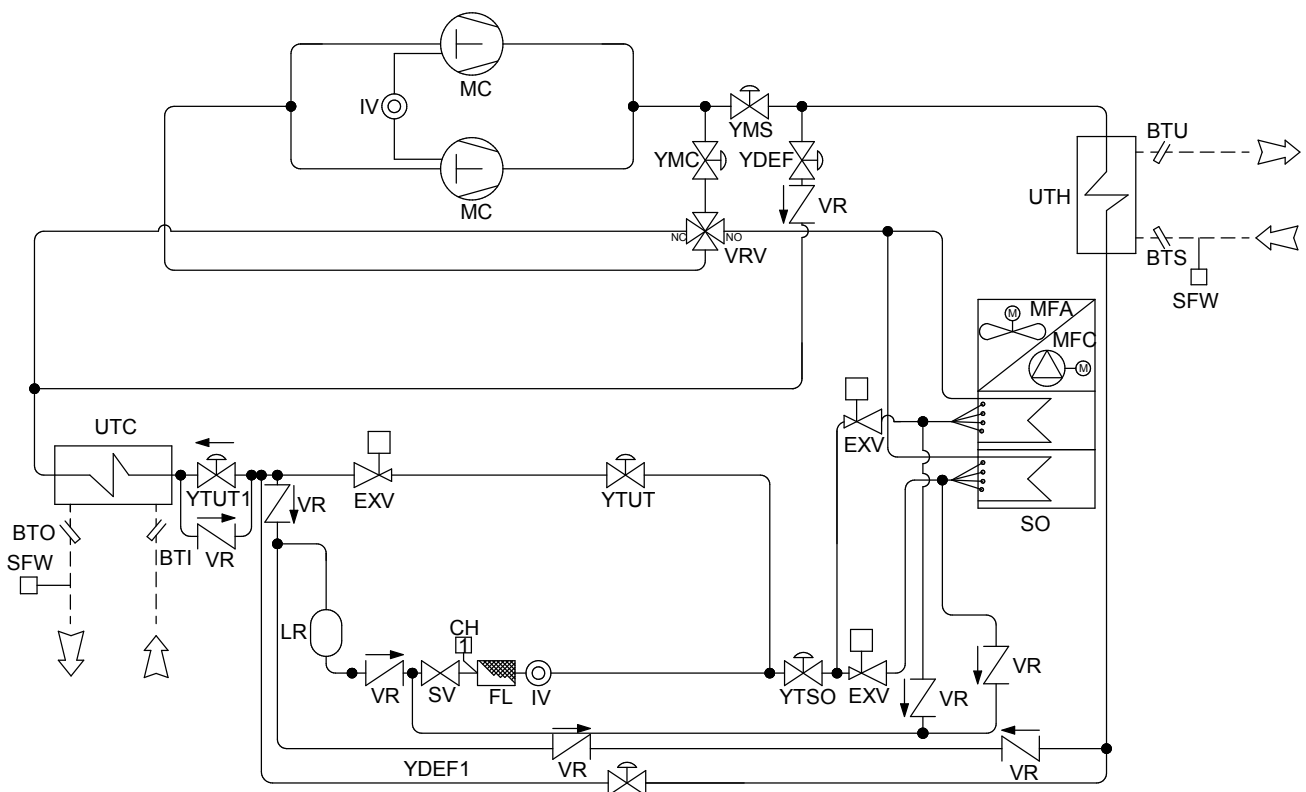 MC
IV
YMS
BTU
YMC
YDEF
UTH
MC
VR
NC
NO
VRV
BTS
SFW
M
MFA
MFC
M
UTC
EXV
YTUT1
EXV
YTUT
VR
SO
BTO
BTI
VR
SFW
CH
1
LR
VR
SV
FL
IV
YTSO
EXV
VR
VR
YDEF1
VR
VR